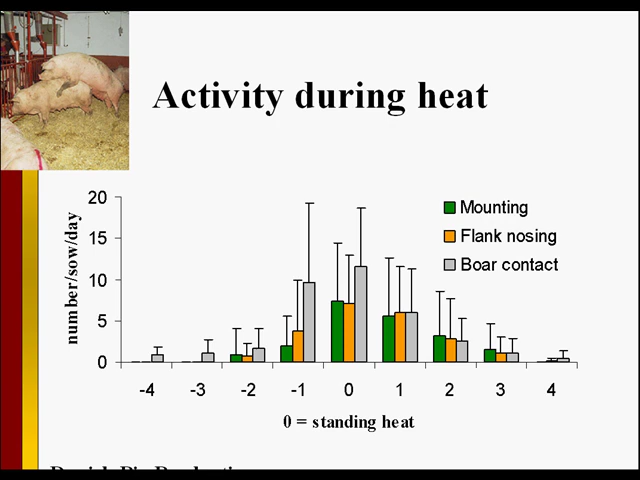 Activity during heat
20
15
10
5
0
number/sow/day
Mounting
Flank nosing
Boar contact
-4 -3 -2 -1 0 1 2 3 4
0 = standing heat